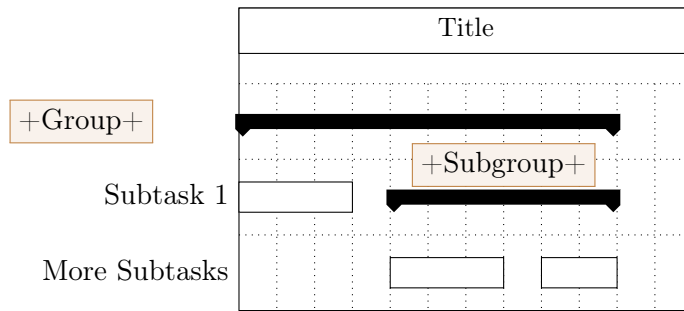 Title
+Group+
+Subgroup+
Subtask 1
More Subtasks